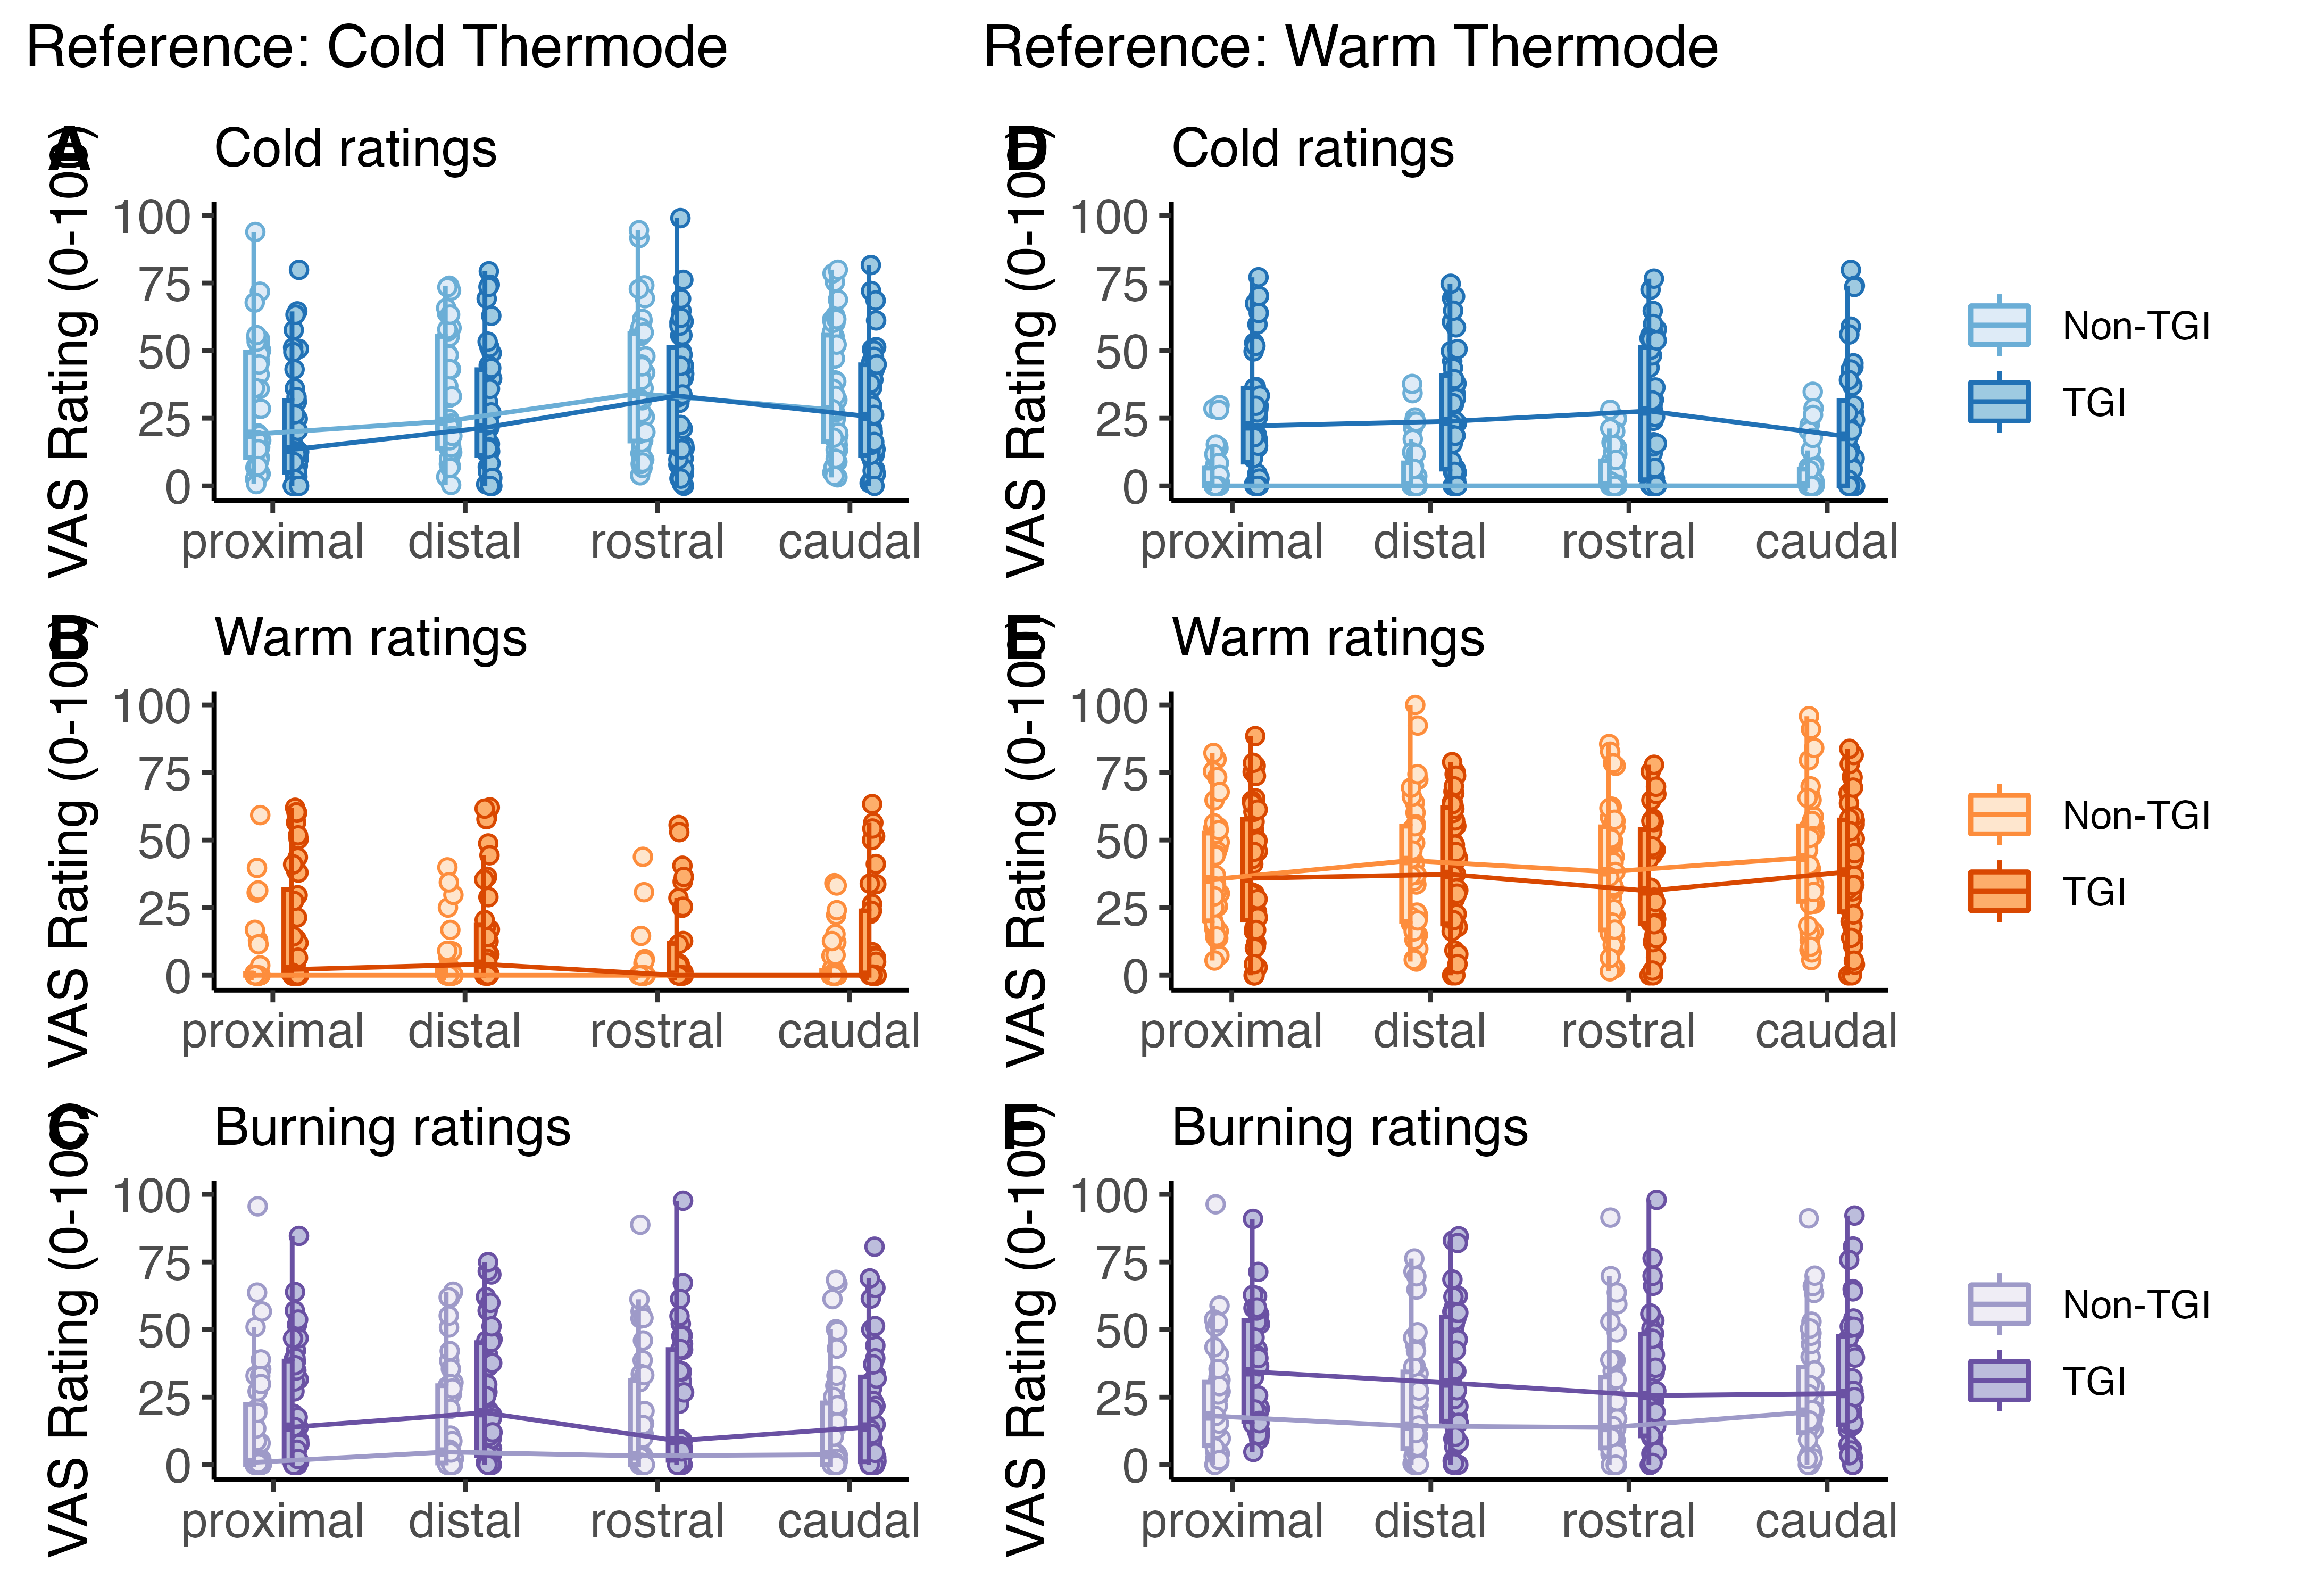 Reference: Cold Thermode
Reference: Warm Thermode
A
Cold ratings
VAS Rating (0-100)
100
75
50
25
0
proximal distal rostral caudal
D
Cold ratings
VAS Rating (0-100)
100
75
50
25
0
proximal distal rostral caudal
Non-TGI
TGI
B
Warm ratings
VAS Rating (0-100)
100
75
50
25
0
proximal distal rostral caudal
E
Warm ratings
VAS Rating (0-100)
100
75
50
25
0
proximal distal rostral caudal
Non-TGI
TGI
C
Burning ratings
VAS Rating (0-100)
100
75
50
25
0
proximal distal rostral caudal
F
Burning ratings
VAS Rating (0-100)
100
75
50
25
0
proximal distal rostral caudal
Non-TGI
TGI